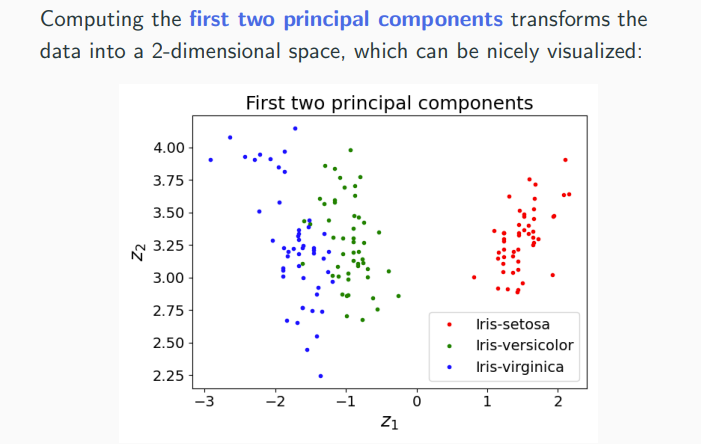 Computing the first two principal components transforms the
data into a 2-dimensional space, which can be nicely visualized:
First two principal components
4.00
3.75
3.50
3.25
3.00
2.75
2.50
2.25
z2
Iris-setosa
Iris-versicolor
Iris-virginica
−3 −2 −1 0 1 2
z1